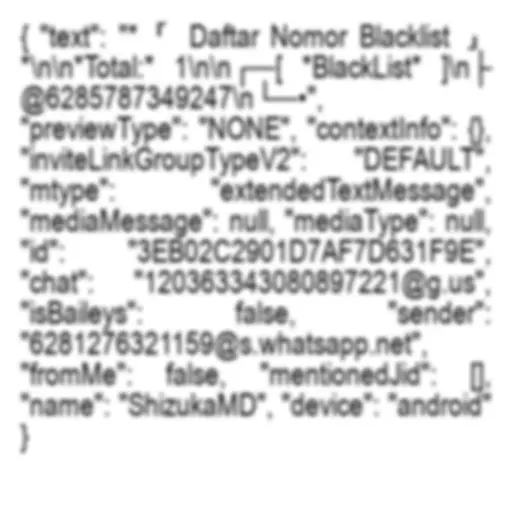 { "text": "*『 Daftar Nomor Blacklist 』
*\n\n*Total:* 1\n\n┌─[ *BlackList* ]\n├
@6285787349247\n└─•",
"previewType": "NONE", "contextInfo": {},
"inviteLinkGroupTypeV2": "DEFAULT",
"mtype": "extendedTextMessage",
"mediaMessage": null, "mediaType": null,
"id": "3EB02C2901D7AF7D631F9E",
"chat": "120363343080897221@g.us",
"isBaileys": false, "sender":
"6281276321159@s.whatsapp.net",
"fromMe": false, "mentionedJid": [],
"name": "ShizukaMD", "device": "android"
}